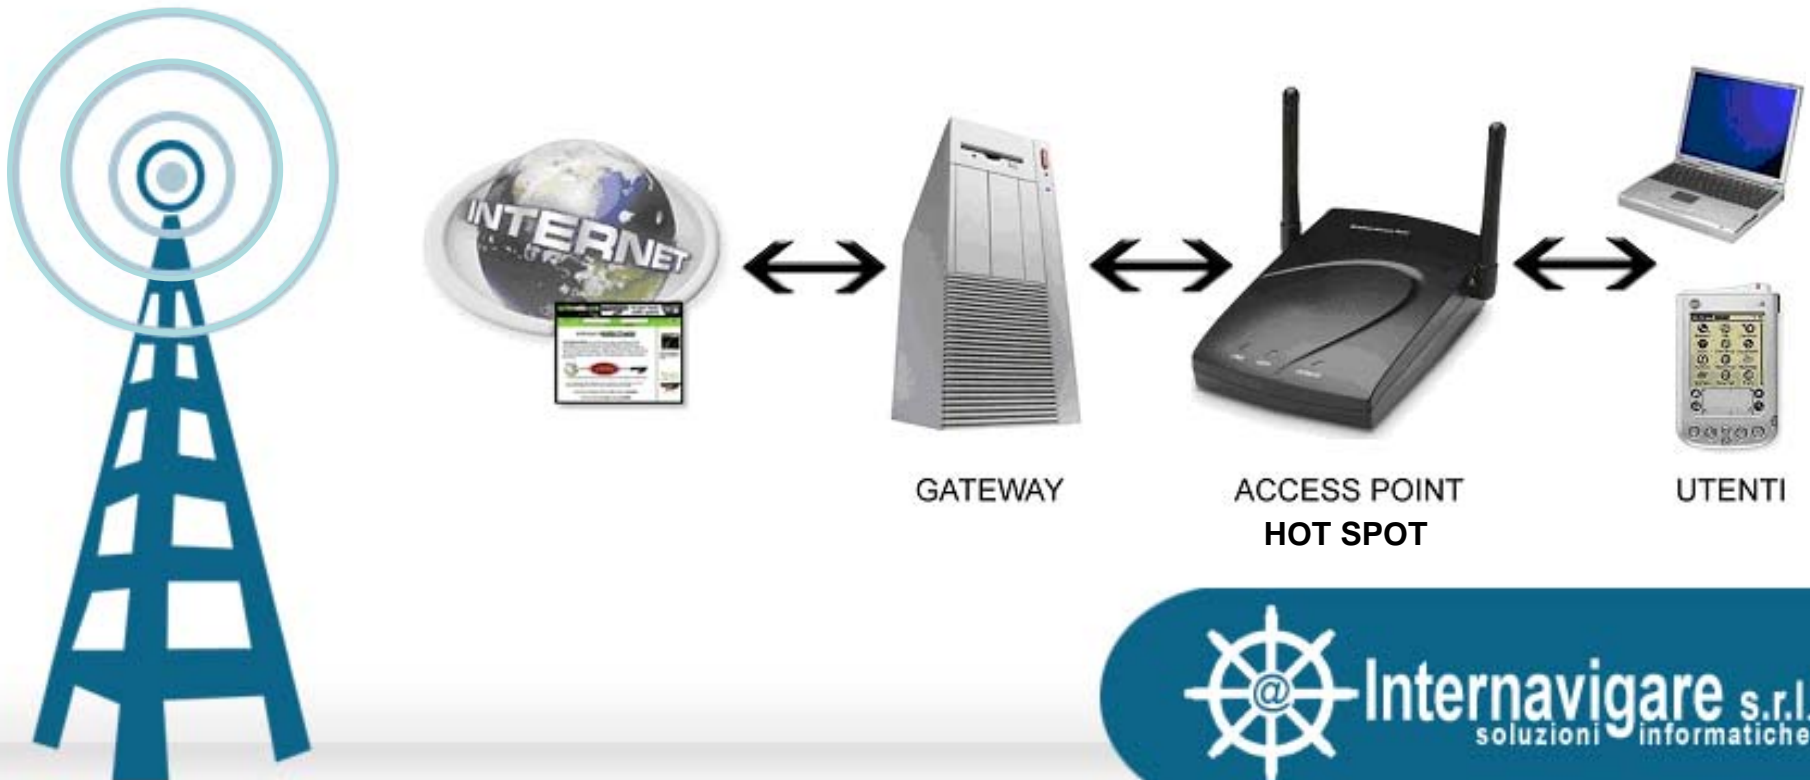 INTERNET
GATEWAY
ACCESS POINT
HOT SPOT
UTENTI
@
Internavigare s.r.l.
soluzioni informatiche